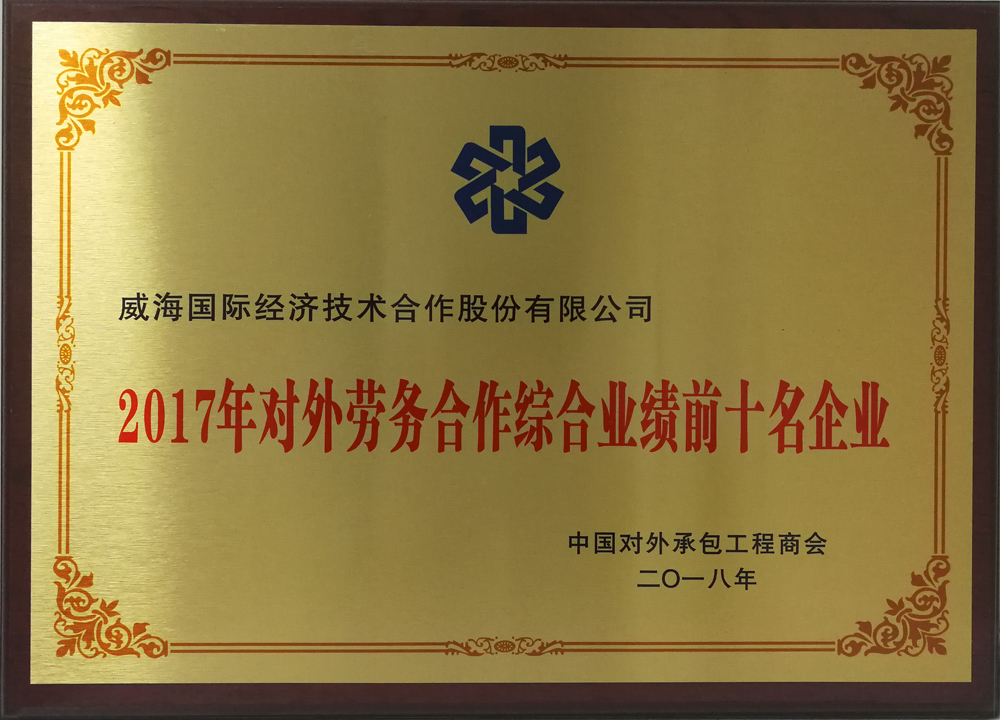 威海国际经济技术合作股份有限公司
2017年对外劳务合作综合业绩前十名企业
中国对外承包工程商会
二〇一八年